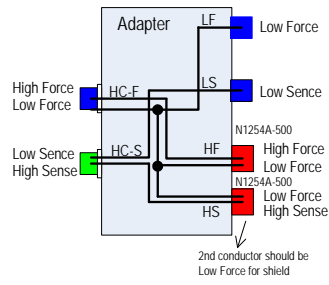 Adapter
LF
Low Force
LS
Low Sence
High Force
Low Force
HC-F
Low Sence
High Sense
HC-S
N1254A-500
HF
High Force
Low Force
N1254A-500
Low Force
High Sense
HS
2nd conductor should be
Low Force for shield